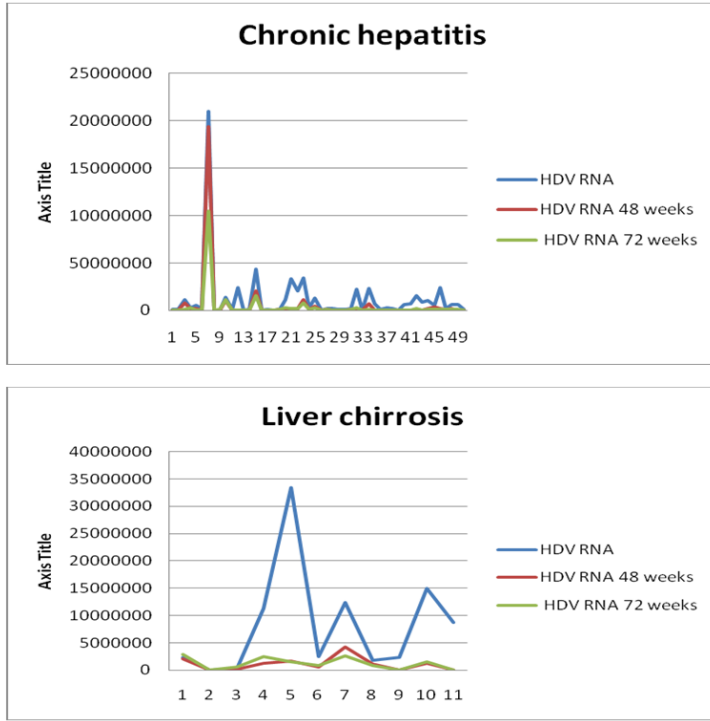 Chronic hepatitis
25000000
20000000
15000000
10000000
50000000
0
Axis Title
1 5 9 13 17 21 25 29 33 37 41 45 49
HDV RNA
HDV RNA 48 weeks
HDV RNA 72 weeks
Liver chirrosis
40000000
35000000
30000000
25000000
20000000
15000000
10000000
5000000
0
Axis Title
1 2 3 4 5 6 7 8 9 10 11
HDV RNA
HDV RNA 48 weeks
HDV RNA 72 weeks